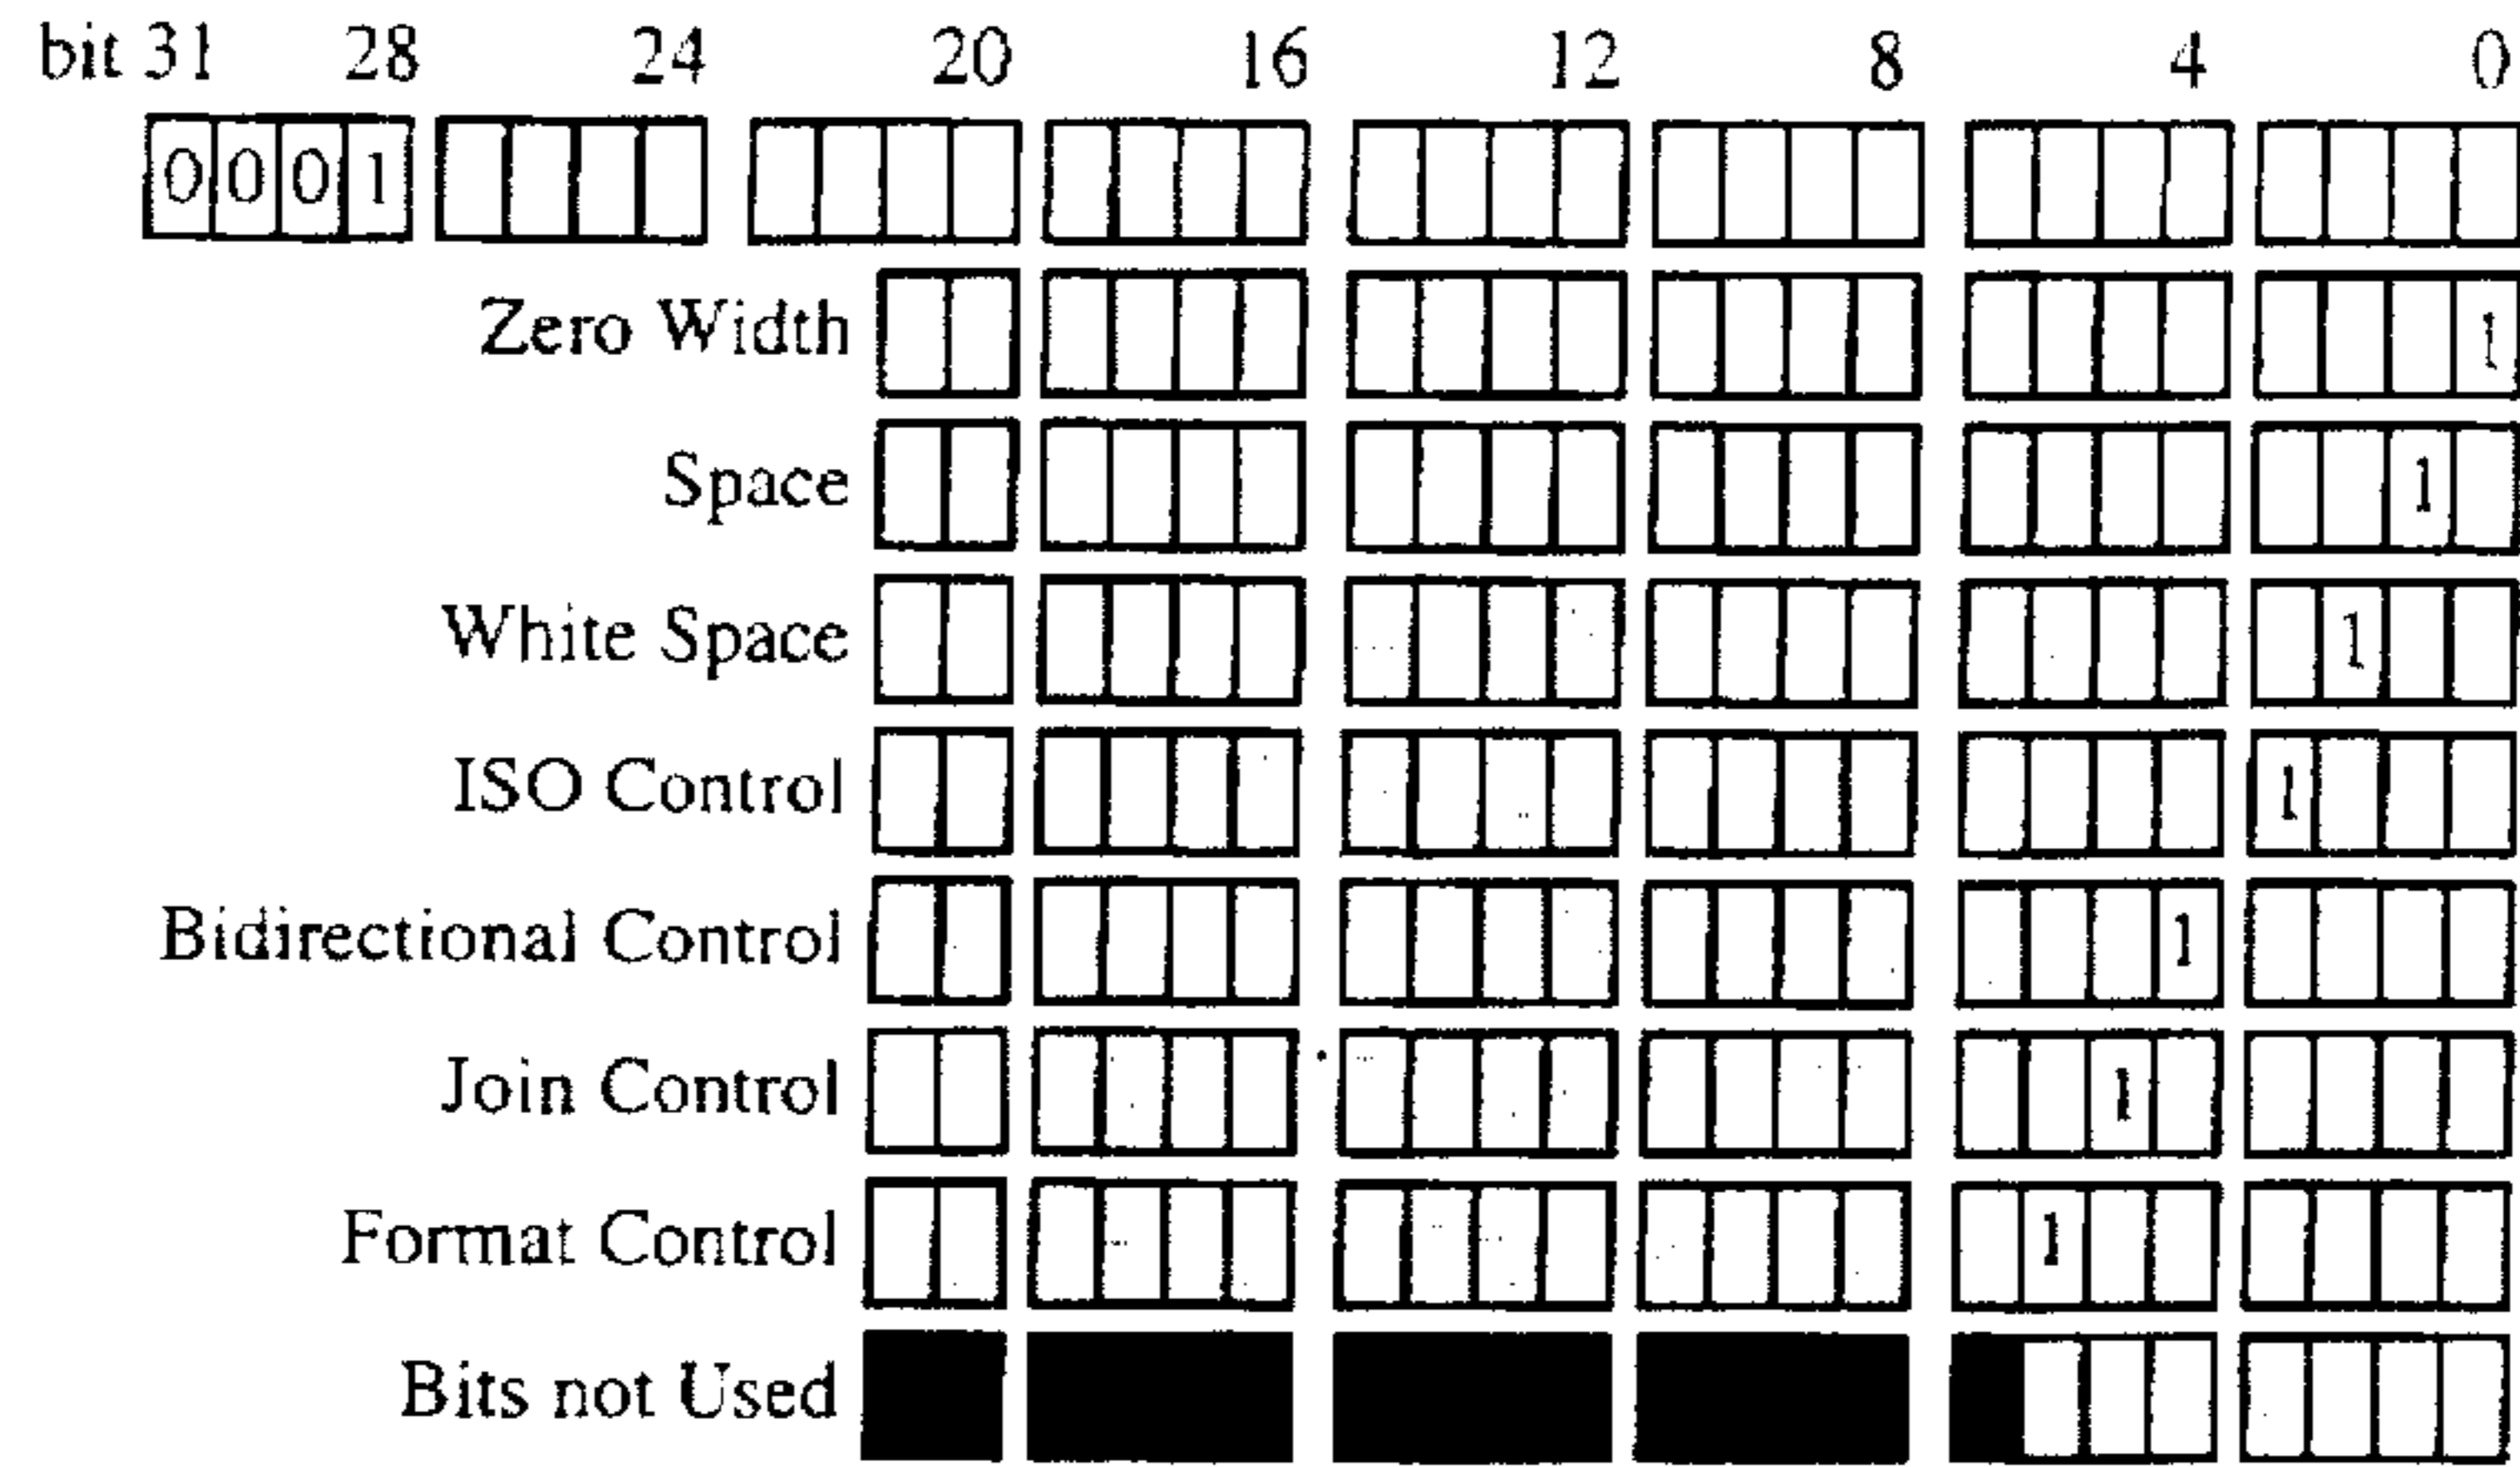 bit 31 28 24 20 16 12 8 4 0
0 0 0 1
Zero Width 1
Space 1
White Space 1
ISO Control 1
Bidirectional Control 1
Join Control 1
Format Control 1
Bits not Used